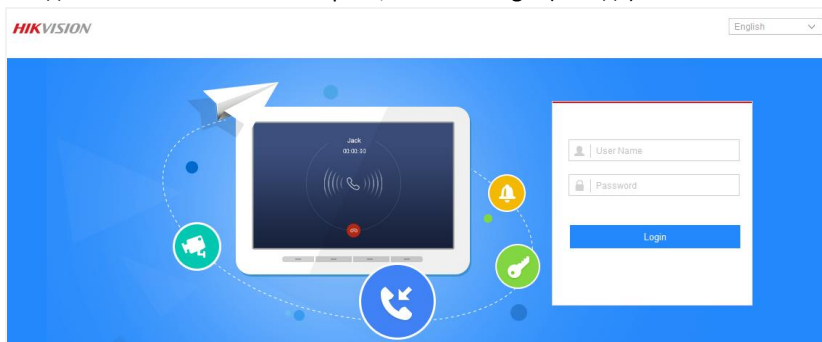 HIKVISION
English
Jack
00:00:30
User Name
Password
Login